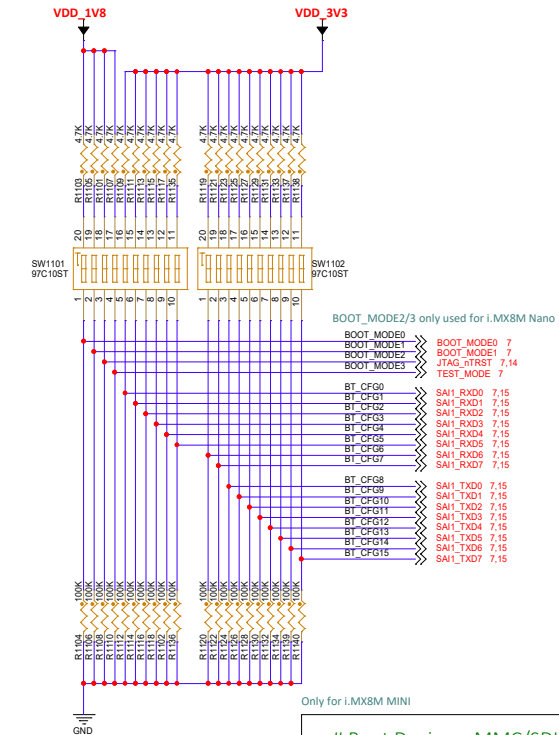 VDD_1V8
VDD_3V3
4.7K 4.7K 4.7K 4.7K 4.7K 4.7K 4.7K 4.7K 4.7K 4.7K
4.7K 4.7K 4.7K 4.7K 4.7K 4.7K 4.7K 4.7K 4.7K 4.7K
R1103 R1105 R1101 R1107 R1109 R1111 R1113 R1115 R1117 R1135
R1119 R1121 R1123 R1125 R1127 R1129 R1131 R1133 R1137 R1138
20 19 18 17 16 15 14 13 12 11
20 19 18 17 16 15 14 13 12 11
SW1101
97C10ST
SW1102
97C10ST
1 2 3 4 5 6 7 8 9 10
1 2 3 4 5 6 7 8 9 10
BOOT_MODE2/3 only used for i.MX8M Nano
BOOT_MODE0 BOOT_MODE0 7
BOOT_MODE1 BOOT_MODE1 7
BOOT_MODE2 JTAG_nTRST 7,14
BOOT_MODE3 TEST_MODE 7
BT_CFG0 SAI1_RXD0 7,15
BT_CFG1 SAI1_RXD1 7,15
BT_CFG2 SAI1_RXD2 7,15
BT_CFG3 SAI1_RXD3 7,15
BT_CFG4 SAI1_RXD4 7,15
BT_CFG5 SAI1_RXD5 7,15
BT_CFG6 SAI1_RXD6 7,15
BT_CFG7 SAI1_RXD7 7,15
BT_CFG8 SAI1_TXD0 7,15
BT_CFG9 SAI1_TXD1 7,15
BT_CFG10 SAI1_TXD2 7,15
BT_CFG11 SAI1_TXD3 7,15
BT_CFG12 SAI1_TXD4 7,15
BT_CFG13 SAI1_TXD5 7,15
BT_CFG14 SAI1_TXD6 7,15
BT_CFG15 SAI1_TXD7 7,15
100K 100K 100K 100K 100K 100K 100K 100K 100K 100K
100K 100K 100K 100K 100K 100K 100K 100K 100K 100K
R1104 R1106 R1108 R1110 R1112 R1114 R1116 R1118 R1102 R1136
R1120 R1122 R1124 R1126 R1128 R1130 R1132 R1134 R1139 R1140
GND
Only for i.MX8M MINI